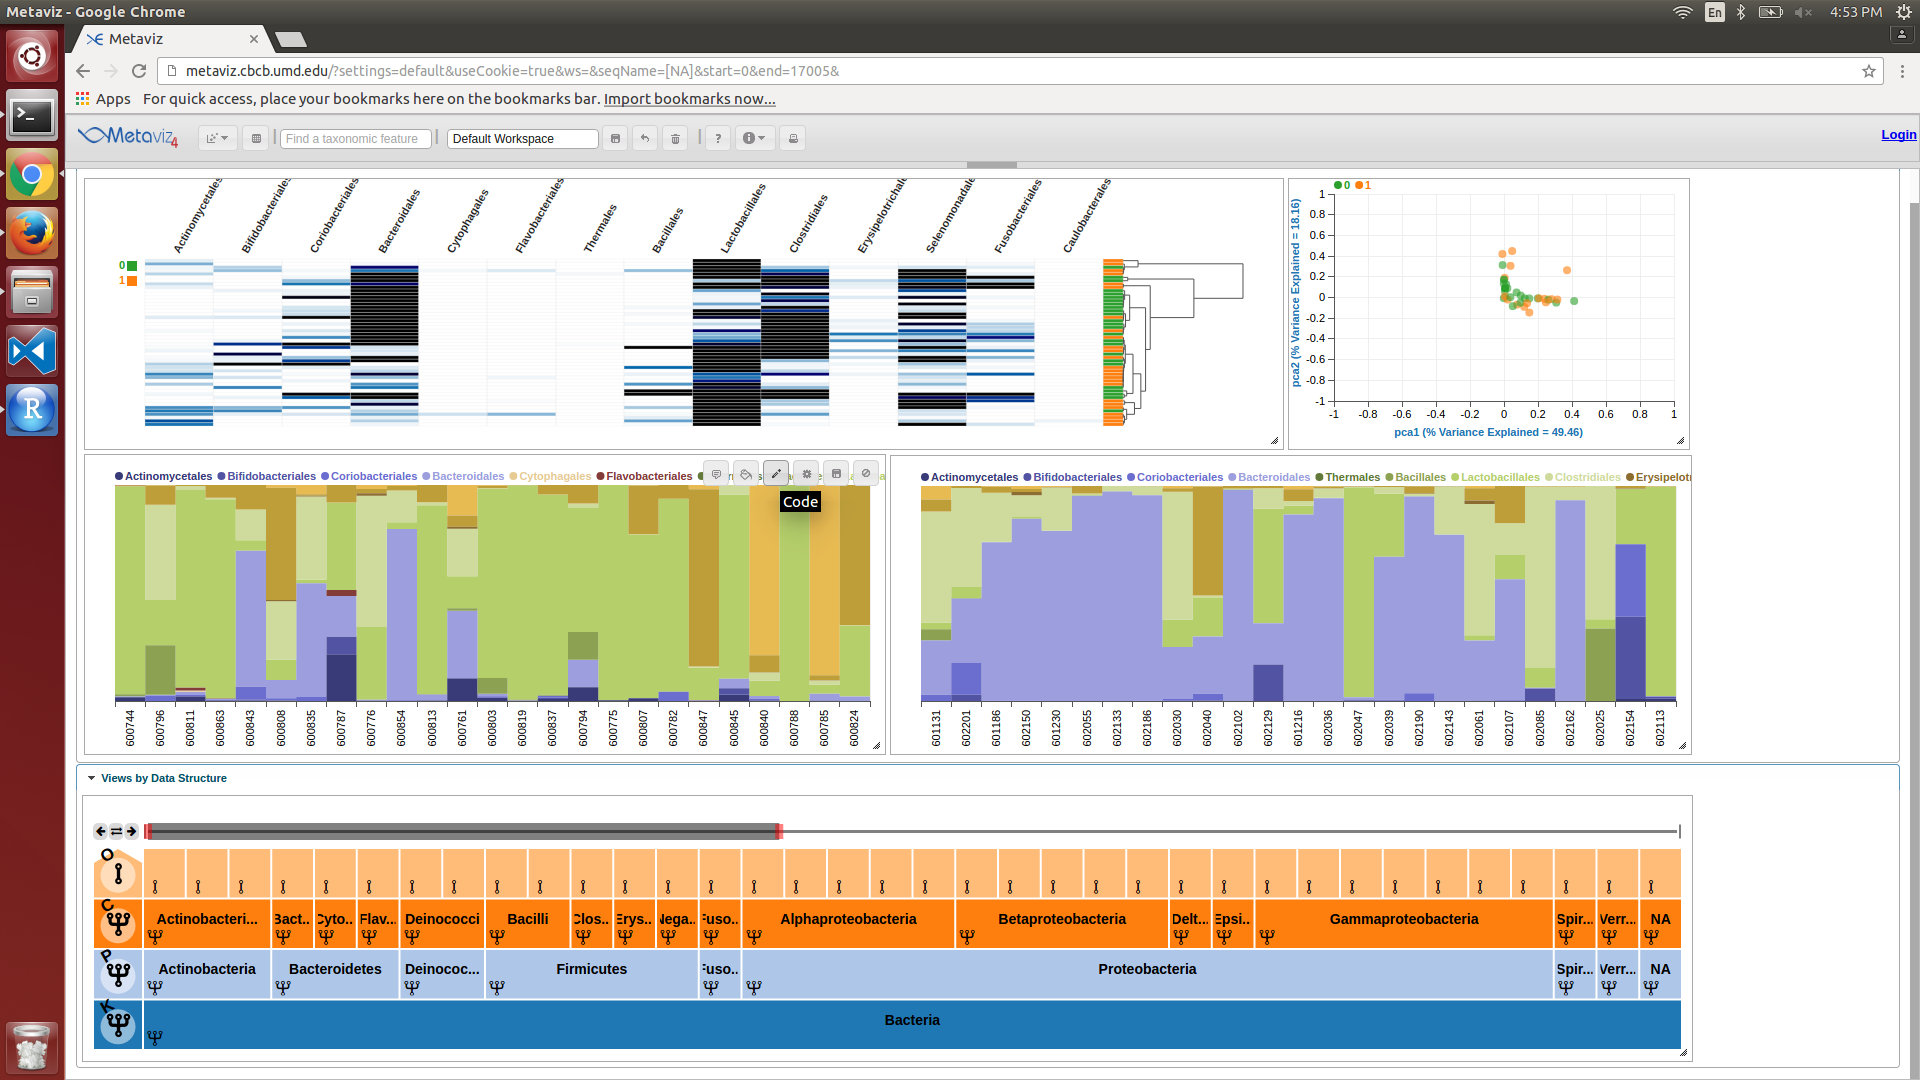 Metaviz - Google Chrome
En 4:53 PM
Metaviz
metaviz.cbcb.umd.edu/?settings=default&useCookie=true&ws=&seqName=[NA]&start=0&end=17005&
Apps For quick access, place your bookmarks here on the bookmarks bar. Import bookmarks now...
Metaviz 4 Find a taxonomic feature Default Workspace ? Login
Actinomycetales Bifidobacteriales Coriobacteriales Bacteroidales Cytophagales Flavobacteriales Thermales Bacillales Lactobacillales Clostridiales Erysipelotrichale Selenomonadale Fusobacteriales Caulobacterales
0
1
0 1
pca2 (% Variance Explained = 18.16)
1
0.8
0.6
0.4
0.2
0
-0.2
-0.4
-0.6
-0.8
-1
-1 -0.8 -0.6 -0.4 -0.2 0 0.2 0.4 0.6 0.8 1
pca1 (% Variance Explained = 49.46)
Actinomycetales Bifidobacteriales Coriobacteriales Bacteroidales Cytophagales Flavobacteriales
Code
600744 600796 600811 600863 600843 600808 600835 600787 600776 600854 600813 600761 600803 600819 600837 600794 600775 600807 600782 600847 600845 600840 600788 600785 600824
Actinomycetales Bifidobacteriales Coriobacteriales Bacteroidales Thermales Bacillales Lactobacillales Clostridiales Erysipelotr
601131 602201 601186 602150 601230 602055 602133 602186 602030 602040 602102 602129 601216 602036 602047 602039 602190 602143 602061 602107 602085 602162 602025 602154 602113
Views by Data Structure
O
C Actinobacteri... Bact.. Cyto.. Flav.. Deinococci Bacilli Clos.. Erys.. Nega.. Fuso.. Alphaproteobacteria Betaproteobacteria Delt... Epsi.. Gammaproteobacteria Spir... Verr... NA
P Actinobacteria Bacteroidetes Deinococ... Firmicutes Fuso.. Proteobacteria Spir... Verr... NA
K Bacteria